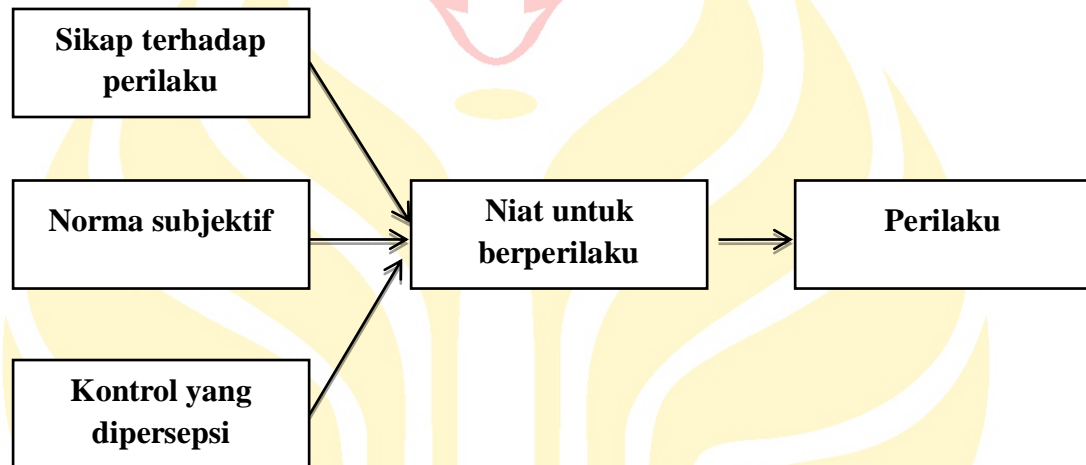 Sikap terhadap
perilaku
Norma subjektif
Niat untuk
berperilaku
Perilaku
Kontrol yang
dipersepsi